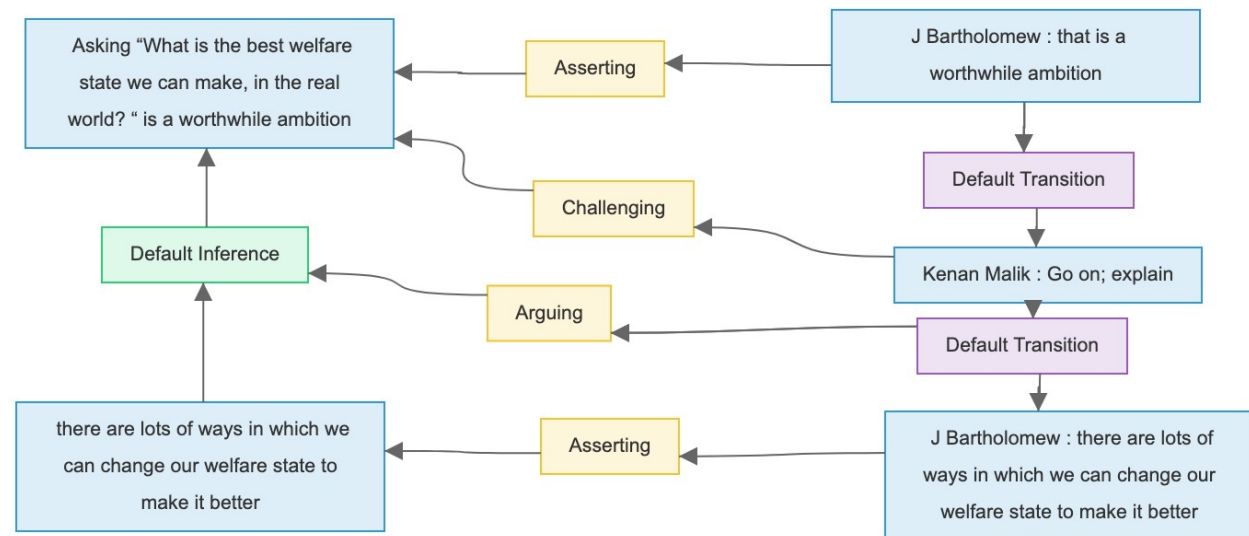 Asking “What is the best welfare
state we can make, in the real
world? “ is a worthwhile ambition
Asserting
J Bartholomew : that is a
worthwhile ambition
Default Transition
Challenging
Default Inference
Kenan Malik : Go on; explain
Arguing
Default Transition
there are lots of ways in which we
can change our welfare state to
make it better
Asserting
J Bartholomew : there are lots of
ways in which we can change our
welfare state to make it better